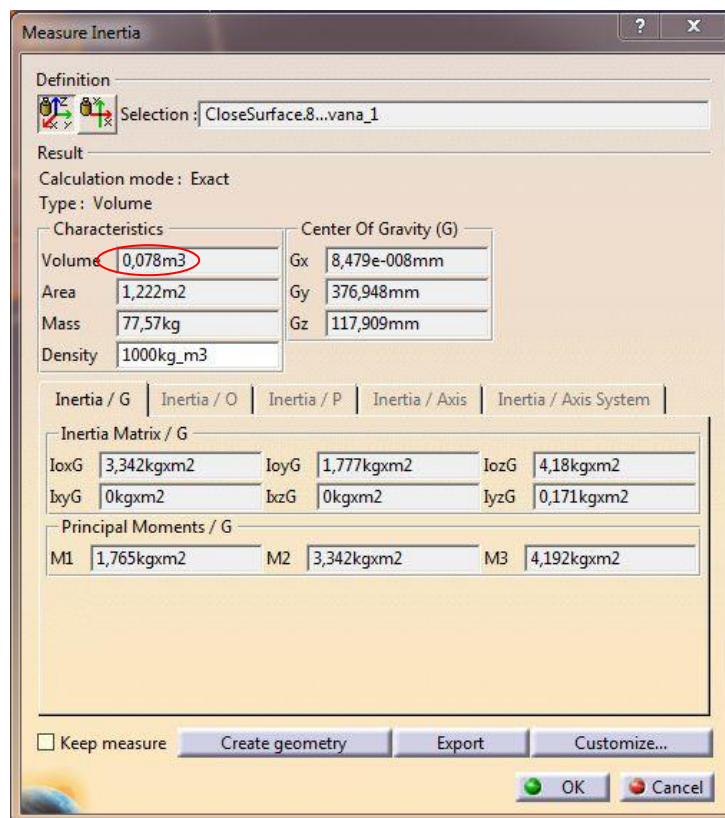 Measure Inertia
? X
Definition
Selection : CloseSurface.8...vana_1
Result
Calculation mode : Exact
Type : Volume
Characteristics
Center Of Gravity (G)
Volume 0,078m3
Gx 8,479e-008mm
Area 1,222m2
Gy 376,948mm
Mass 77,57kg
Gz 117,909mm
Density 1000kg_m3
Inertia / G Inertia / O Inertia / P Inertia / Axis Inertia / Axis System
Inertia Matrix / G
IoxG 3,342kgxm2 IoyG 1,777kgxm2 IozG 4,18kgxm2
IxyG 0kgxm2 IxzG 0kgxm2 IyzG 0,171kgxm2
Principal Moments / G
M1 1,765kgxm2 M2 3,342kgxm2 M3 4,192kgxm2
Keep measure Create geometry Export Customize...
OK Cancel